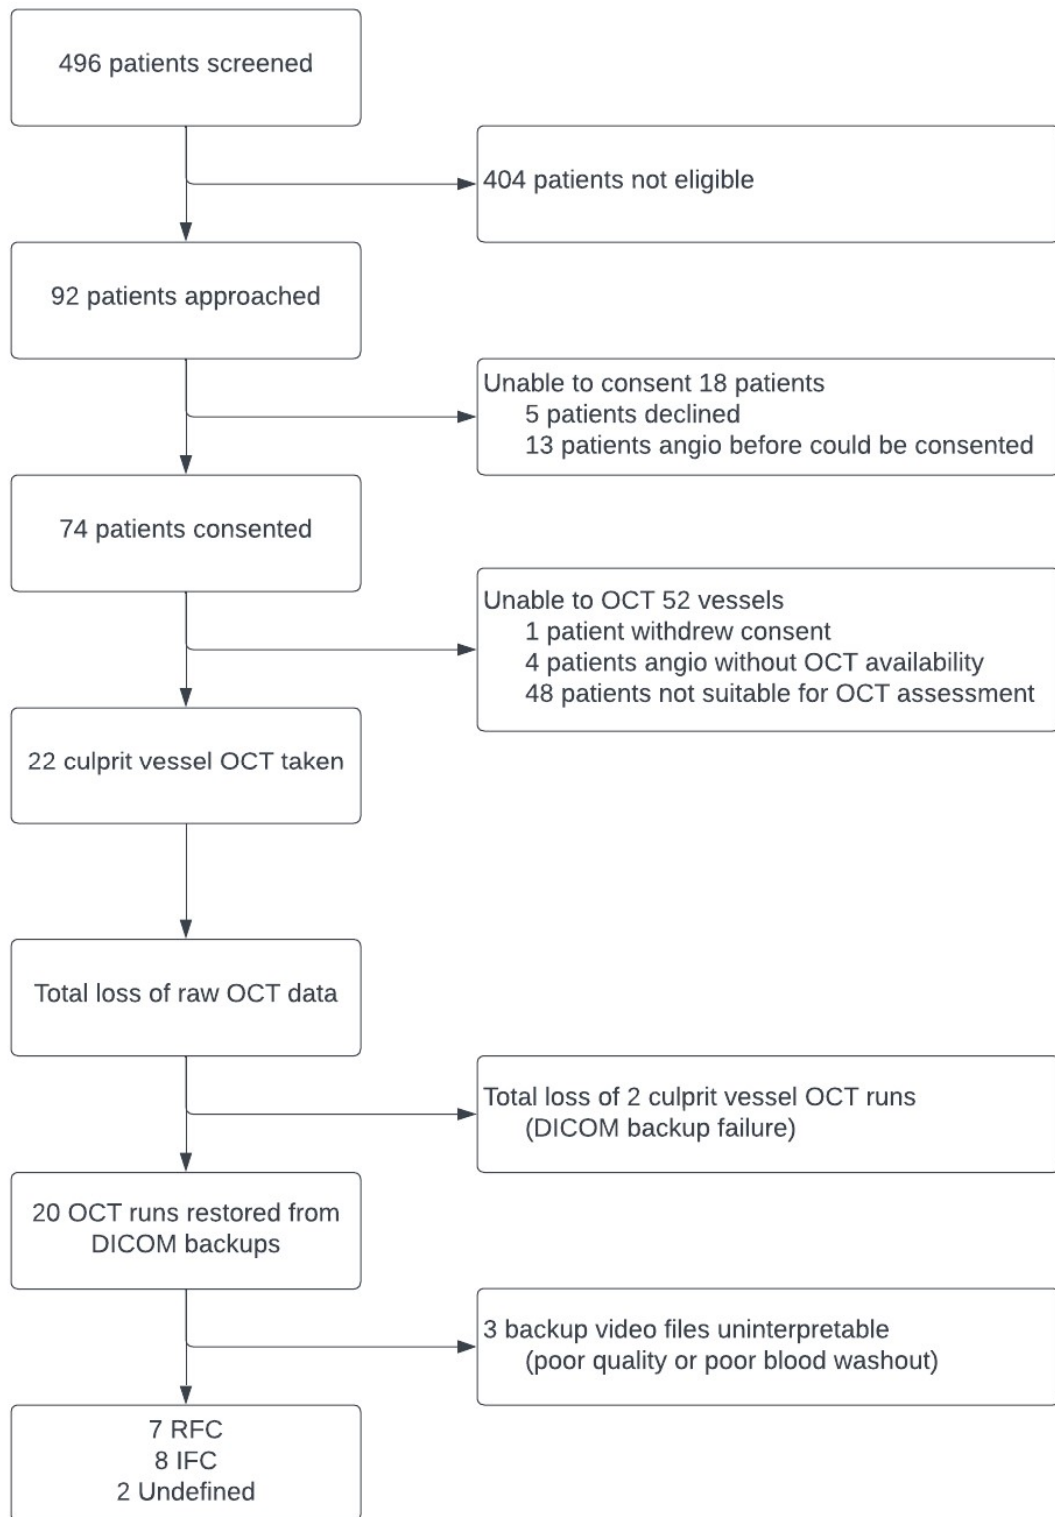 496 patients screened
404 patients not eligible
92 patients approached
Unable to consent 18 patients
5 patients declined
13 patients angio before could be consented
74 patients consented
Unable to OCT 52 vessels
1 patient withdrew consent
4 patients angio without OCT availability
48 patients not suitable for OCT assessment
22 culprit vessel OCT taken
Total loss of raw OCT data
Total loss of 2 culprit vessel OCT runs
(DICOM backup failure)
20 OCT runs restored from
DICOM backups
3 backup video files uninterpretable
(poor quality or poor blood washout)
7 RFC
8 IFC
2 Undefined